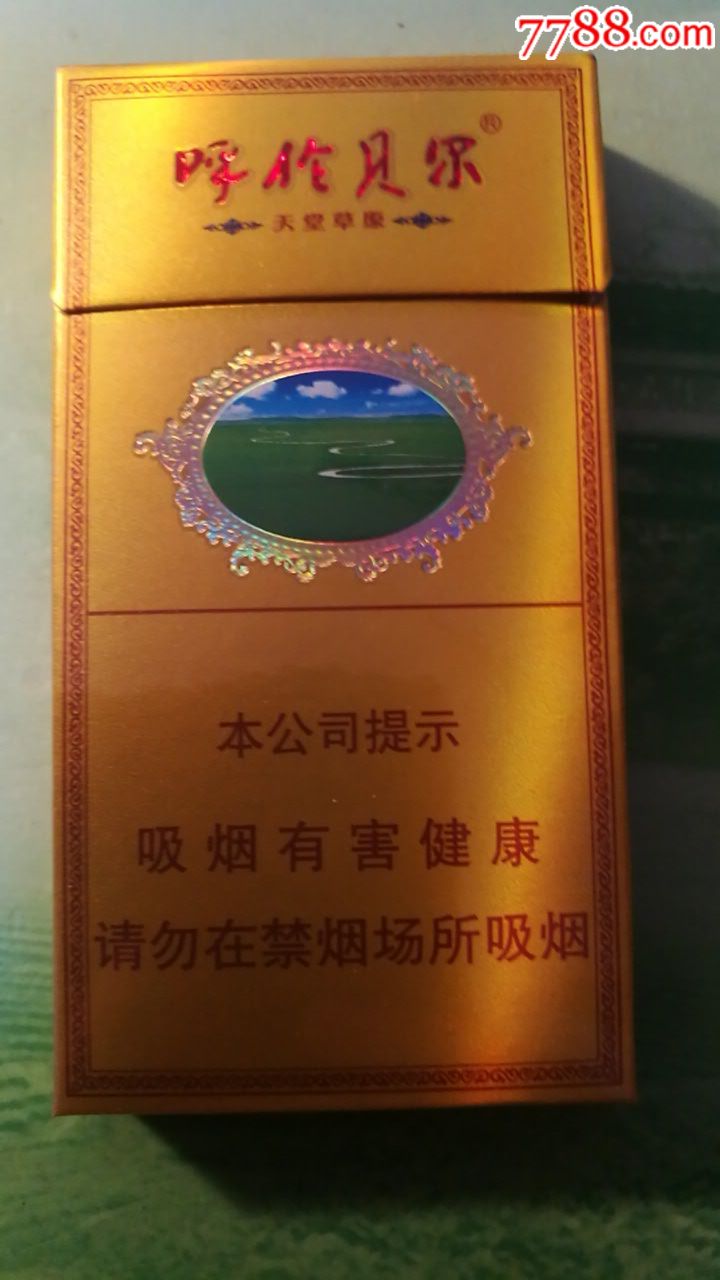 7788.com
呼伦贝尔®
天堂草原
本公司提示
吸烟有害健康
请勿在禁烟场所吸烟